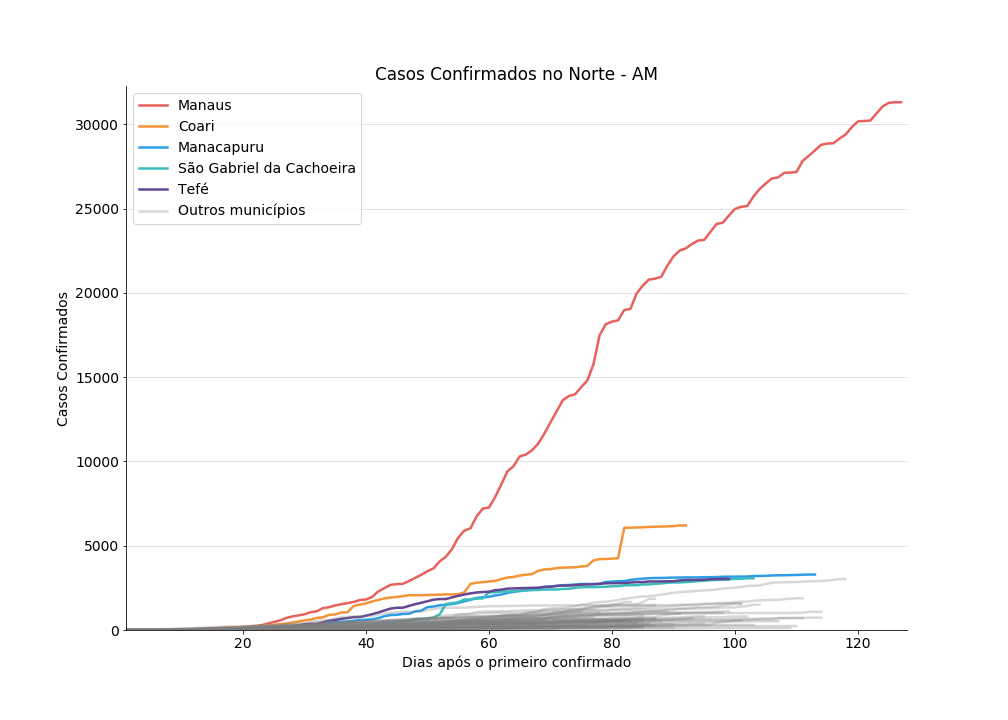 Casos Confirmados no Norte - AM
Manaus
Coari
Manacapuru
São Gabriel da Cachoeira
Tefé
Outros municípios
Casos Confirmados
30000
25000
20000
15000
10000
5000
0
20
40
60
80
100
120
Dias após o primeiro confirmado